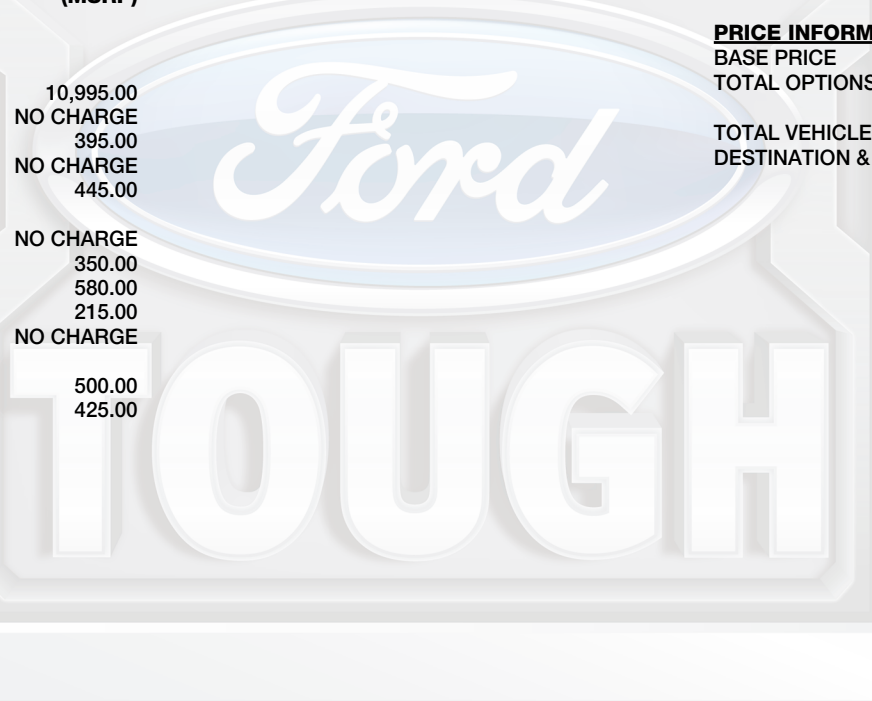 (MSRP)
10,995.00
NO CHARGE
395.00
NO CHARGE
445.00
NO CHARGE
350.00
580.00
215.00
NO CHARGE
500.00
425.00
PRICE INFORM
BASE PRICE
TOTAL OPTIONS
TOTAL VEHICLE
DESTINATION &
Ford
TOUGH